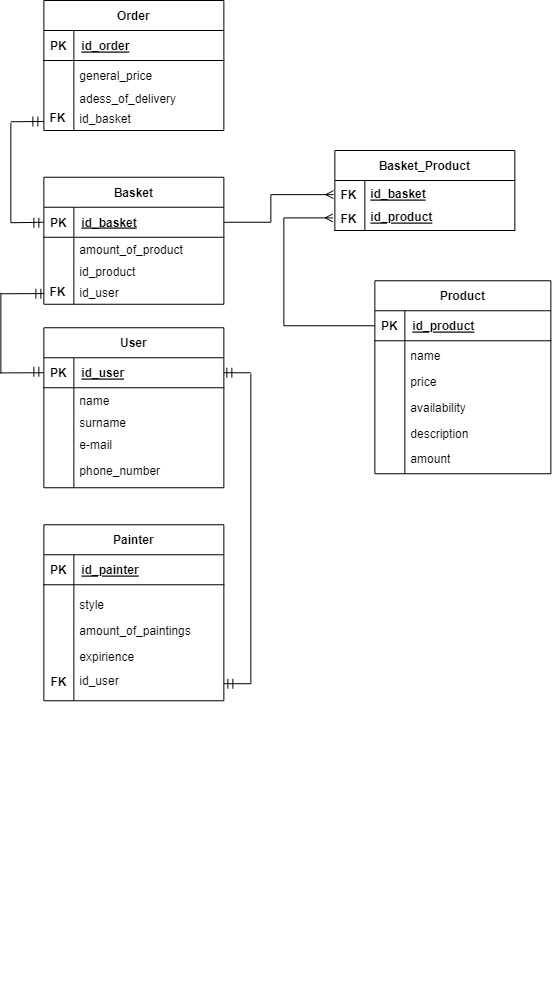 Order
PK id_order
general_price
adess_of_delivery
FK id_basket
Basket
PK id_basket
amount_of_product
id_product
FK id_user
User
PK id_user
name
surname
e-mail
phone_number
Painter
PK id_painter
style
amount_of_paintings
expirience
FK id_user
Basket_Product
FK id_basket
FK id_product
Product
PK id_product
name
price
availability
description
amount